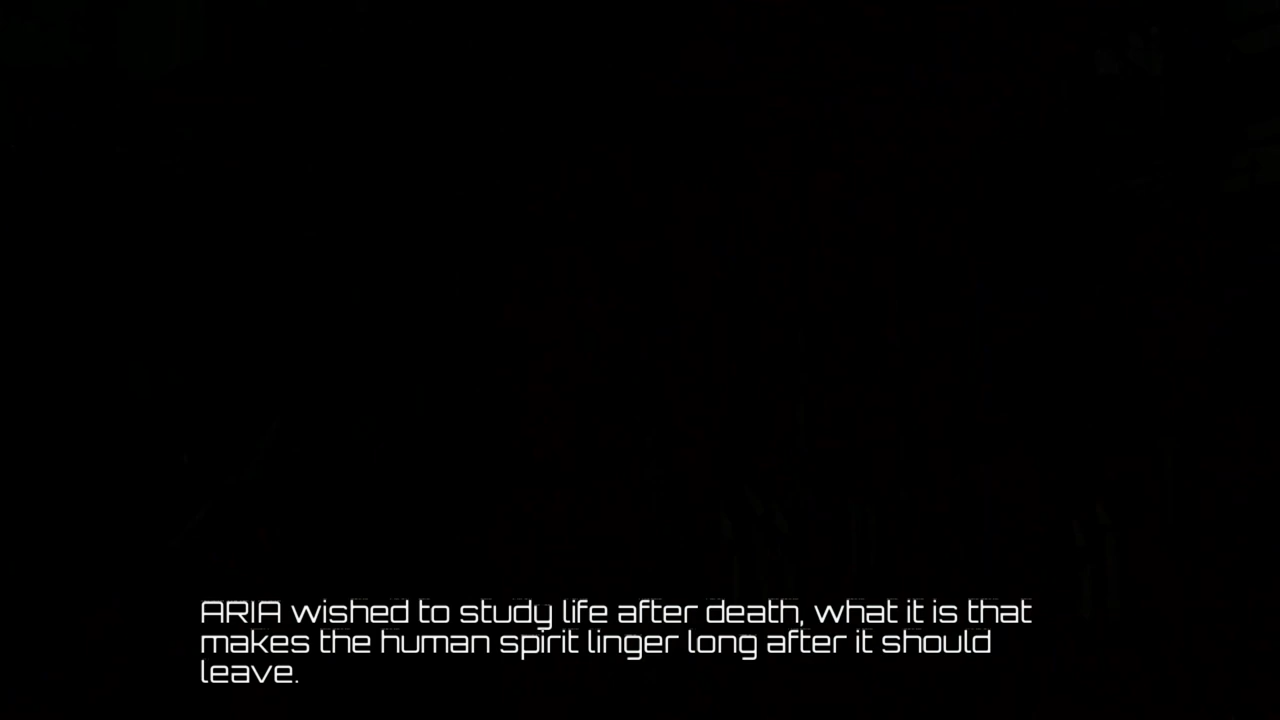 ARIA wished to study life after death, what it is that
makes the human spirit linger long after it should
leave.